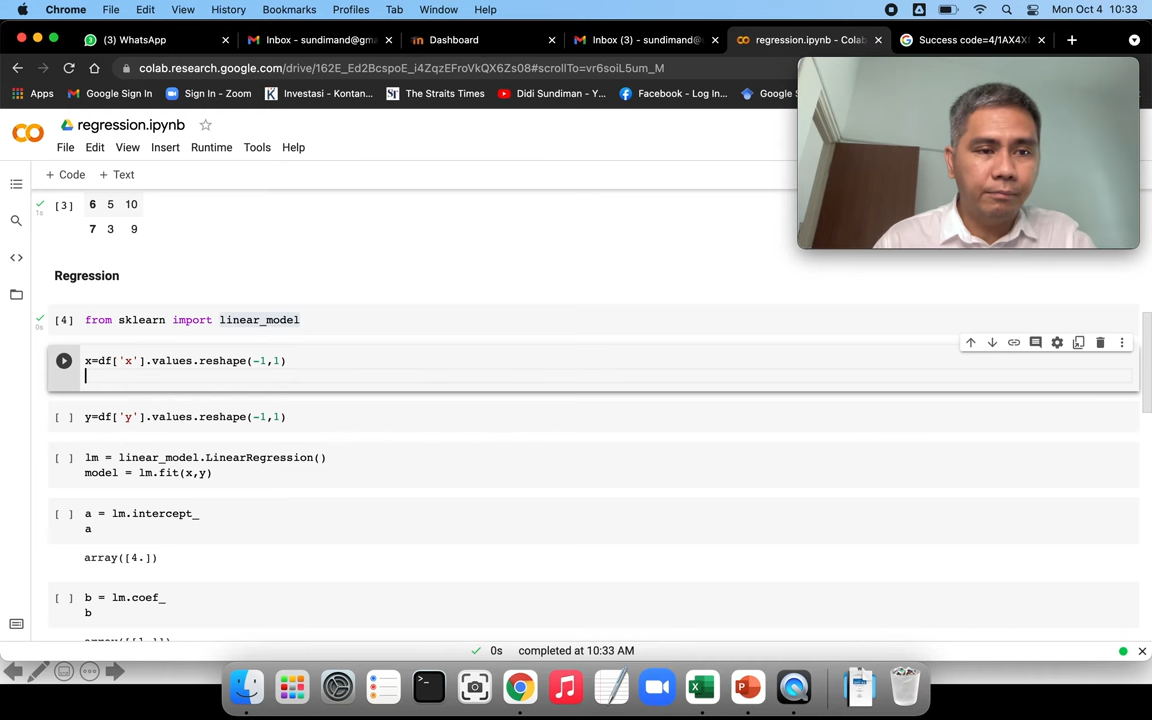 Chrome File Edit View History Bookmarks Profiles Tab Window Help Mon Oct 4 10:33
(3) WhatsApp
Inbox - sundimand@gm
Dashboard
Inbox (3) - sundimand@
regression.ipynb - Colab
Success code=4/1AX4X
colab.research.google.com/drive/162E_Ed2BcspoE_i4ZqzEFroVkQX6Zs08#scrollTo=vr6soiL5um_M
Apps Google Sign In Sign In - Zoom Investasi - Kontan... The Straits Times Didi Sundiman - Y... Facebook - Log In... Google S
regression.ipynb
File Edit View Insert Runtime Tools Help
+ Code + Text
[3] 6 5 10
1s
7 3 9
Regression
[4] from sklearn import linear_model
0s
x=df['x'].values.reshape(-1,1)
[ ] y=df['y'].values.reshape(-1,1)
[ ] lm = linear_model.LinearRegression()
model = lm.fit(x,y)
[ ] a = lm.intercept_
a
array([4.])
[ ] b = lm.coef_
b
0s completed at 10:33 AM